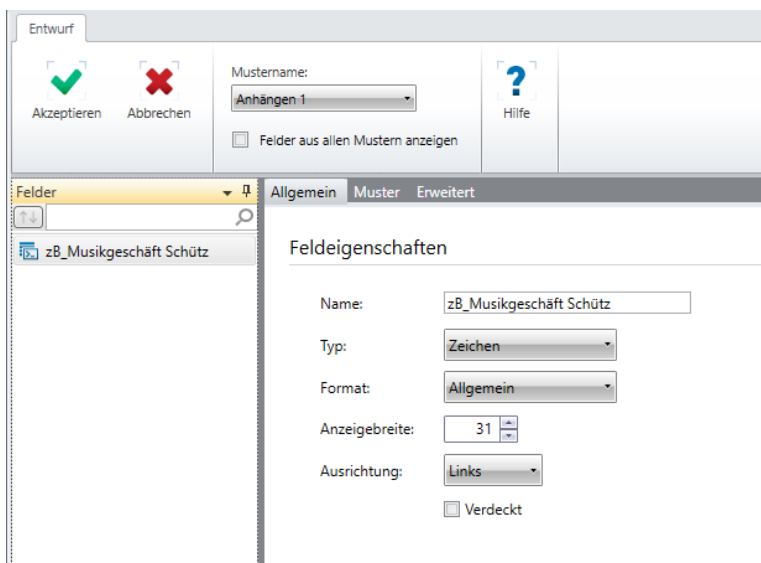 Entwurf
Akzeptieren
Abbrechen
Mustername:
Anhängen 1
Felder aus allen Mustern anzeigen
?
Hilfe
Felder
zB_Musikgeschäft Schütz
Allgemein Muster Erweitert
Feldeigenschaften
Name: zB_Musikgeschäft Schütz
Typ: Zeichen
Format: Allgemein
Anzeigebreite: 31
Ausrichtung: Links
Verdeckt